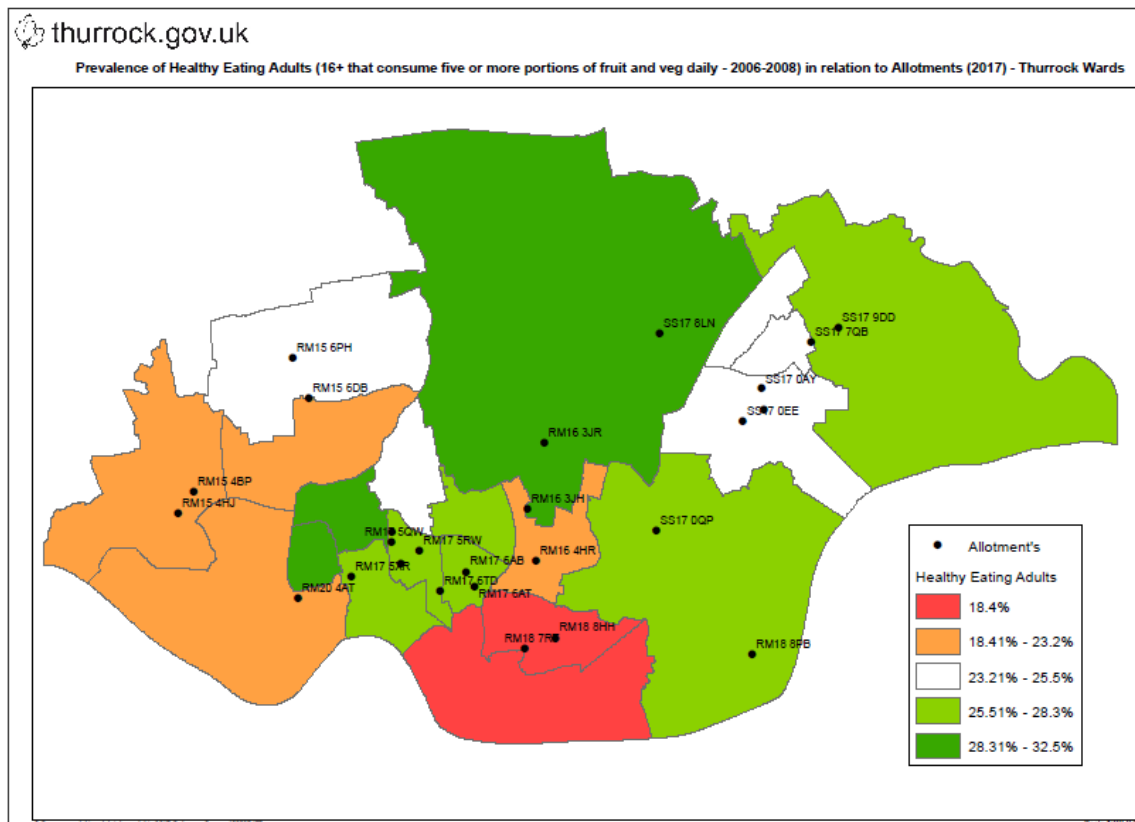 thurrock.gov.uk
Prevalence of Healthy Eating Adults (16+ that consume five or more portions of fruit and veg daily - 2006-2008) in relation to Allotments (2017) - Thurrock Wards
SS17 9DD
SS17 8LN
SS17 7QB
RM15 6PH
SS17 0AY
RM15 6DB
SS17 0EE
RM16 3JR
RM15 4BP
RM16 3JH
RM15 4HJ
SS17 0QP
5QW
RM17 5RW
RM16 4HR
RM17 6AB
RM17
RM17 6TD
RM20 4AT
RM17 6AT
RM18 8HH
RM18
RM18 8PB
Allotment's
Healthy Eating Adults
18.4%
18.41% - 23.2%
23.21% - 25.5%
25.51% - 28.3%
28.31% - 32.5%